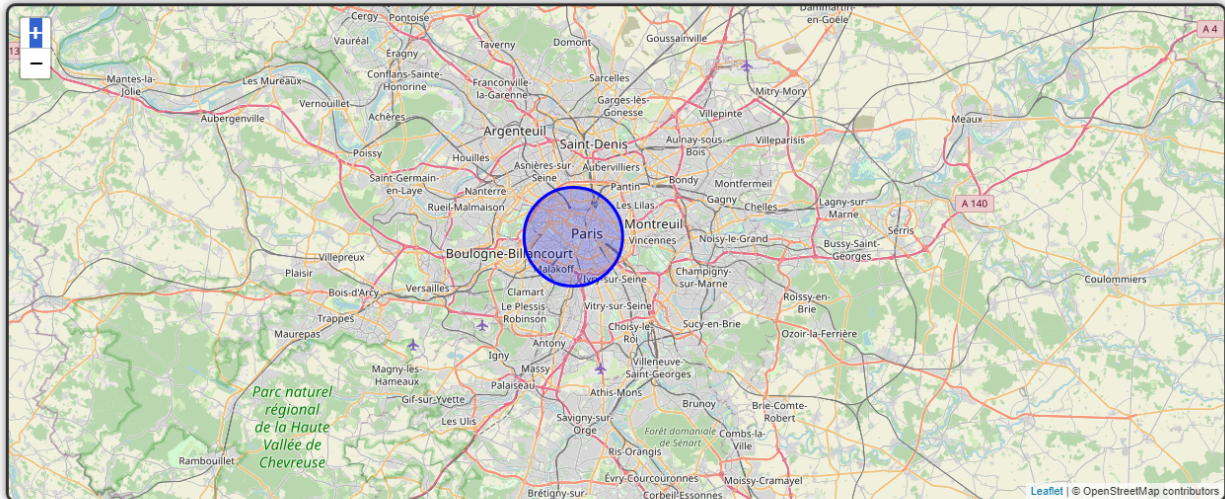 Cergy
Pontoise
Dammartin-
en-Goële
+
Vauréal
Éragny
Taverny
Domont
Goussainville
A 4
13
−
Mantes-la-
Jolie
Les Mureaux
Conflans-Sainte-
Honorine
Franconville-
la-Garenne
Sarcelles
Mitry-Mory
Vernouillet
Garges-lès-
Gonesse
Villepinte
Aubergenville
Achères
Argenteuil
Saint-Denis
Aulnay-sous-
Bois
Villeparisis
Meaux
Poissy
Houilles
Asnières-sur-
Seine
Aubervilliers
Saint-Germain-
en-Laye
Nanterre
Pantin
Bondy
Montfermeil
Rueil-Malmaison
Les Lilas
Gagny
Chelles
Lagny-sur-
Marne
A 140
Paris
Montreuil
Vincennes
Noisy-le-Grand
Serris
Bussy-Saint-
Georges
Villepreux
Boulogne-Billancourt
Plaisir
Malakoff
Ivry-sur-Seine
Champigny-
sur-Marne
Coulommiers
Bois-d'Arcy
Versailles
Clamart
Le Plessis
Robinson
Vitry-sur-Seine
Roissy-en-
Brie
Trappes
Maurepas
Choisy-le-
Roi
Sucy-en-Brie
Ozoir-la-Ferrière
Antony
Igny
Magny-les-
Hameaux
Massy
Villeneuve-
Saint-Georges
Palaiseau
Athis-Mons
Parc naturel
régional
de la Haute
Vallée de
Chevreuse
Gif-sur-Yvette
Brunoy
Brie-Comte-
Robert
Les Ulis
Savigny-sur-
Orge
Forêt domaniale
de Sénart
Combs-la-
Ville
Ris-Orangis
Rambouillet
Évry-Courcouronnes
Moissy-Cramayel
Brétigny-sur-
Corbeil-Essonnes
Leaflet | © OpenStreetMap contributors